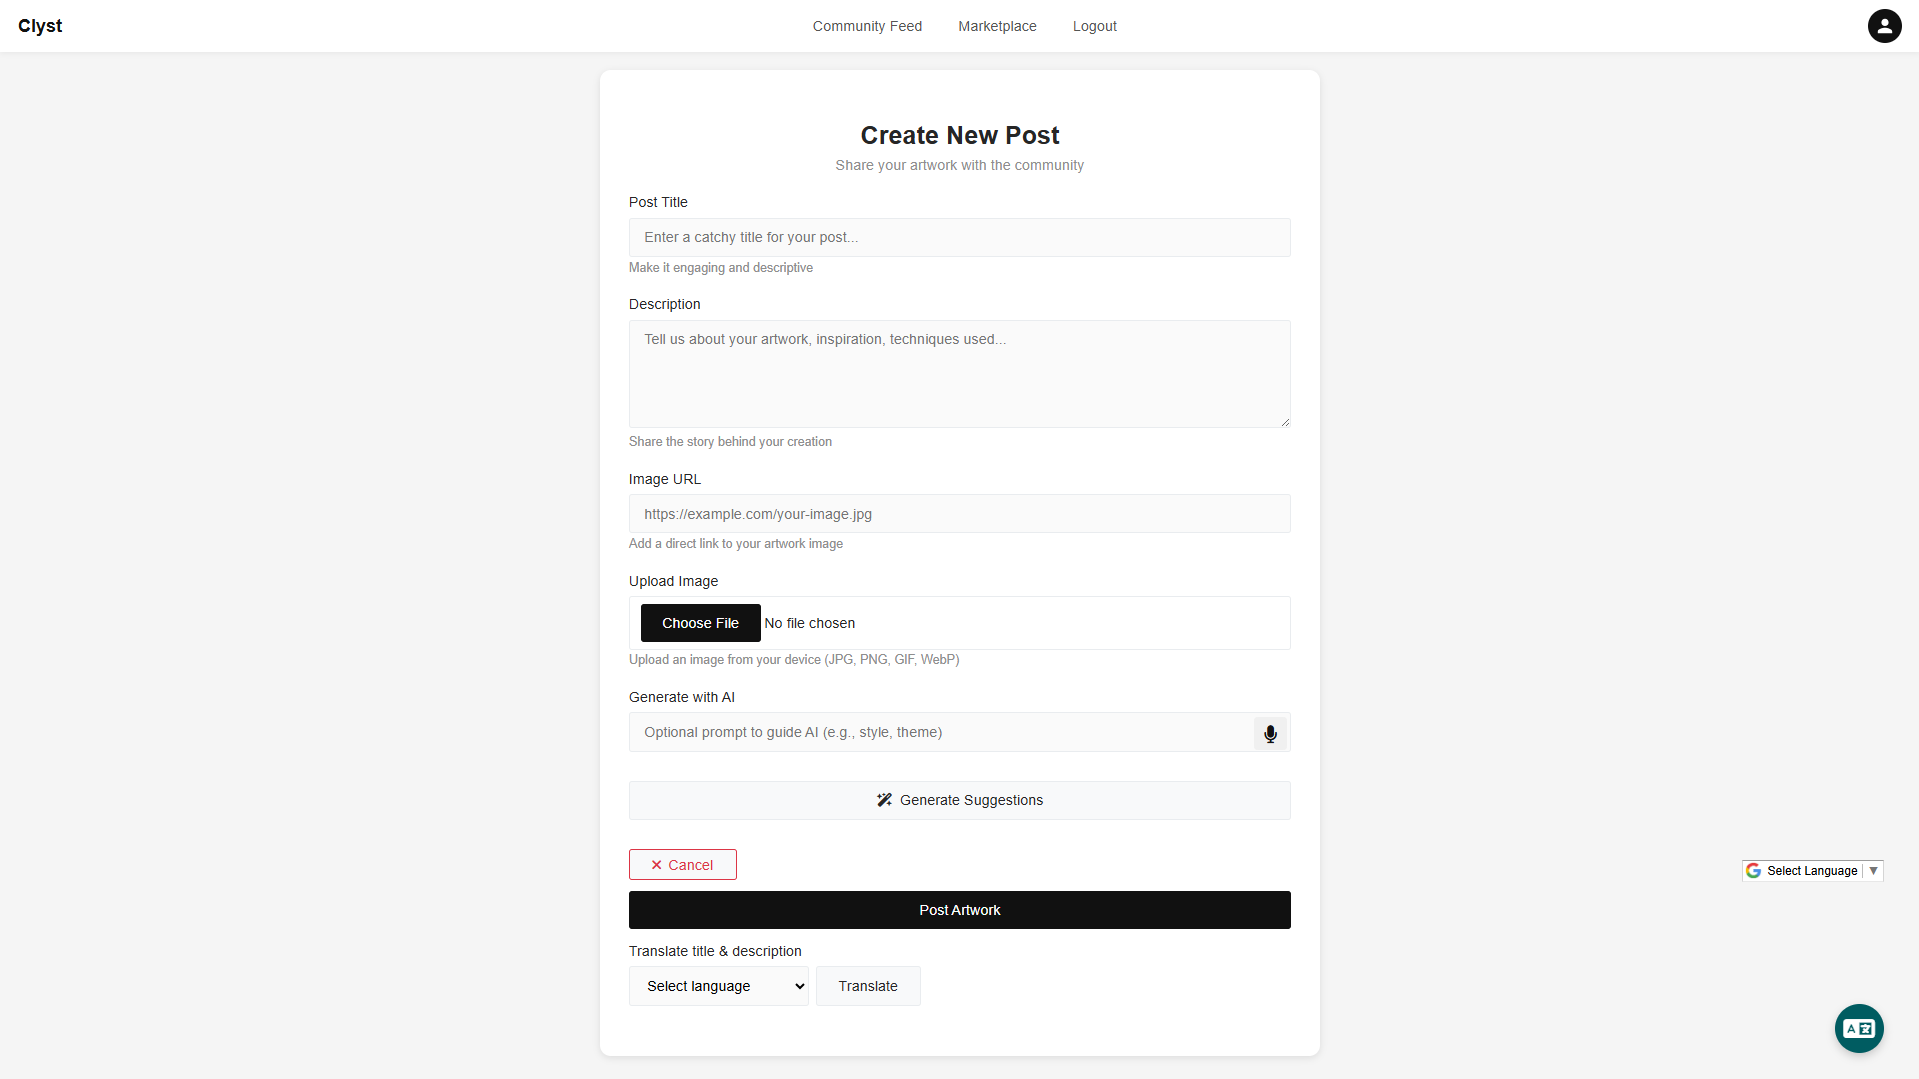 Clyst
Community Feed
Marketplace
Logout
Create New Post
Share your artwork with the community
Post Title
Enter a catchy title for your post...
Make it engaging and descriptive
Description
Tell us about your artwork, inspiration, techniques used...
Share the story behind your creation
Image URL
https://example.com/your-image.jpg
Add a direct link to your artwork image
Upload Image
Choose File No file chosen
Upload an image from your device (JPG, PNG, GIF, WebP)
Generate with AI
Optional prompt to guide AI (e.g., style, theme)
Generate Suggestions
Cancel
Select Language
Post Artwork
Translate title & description
Select language
Translate